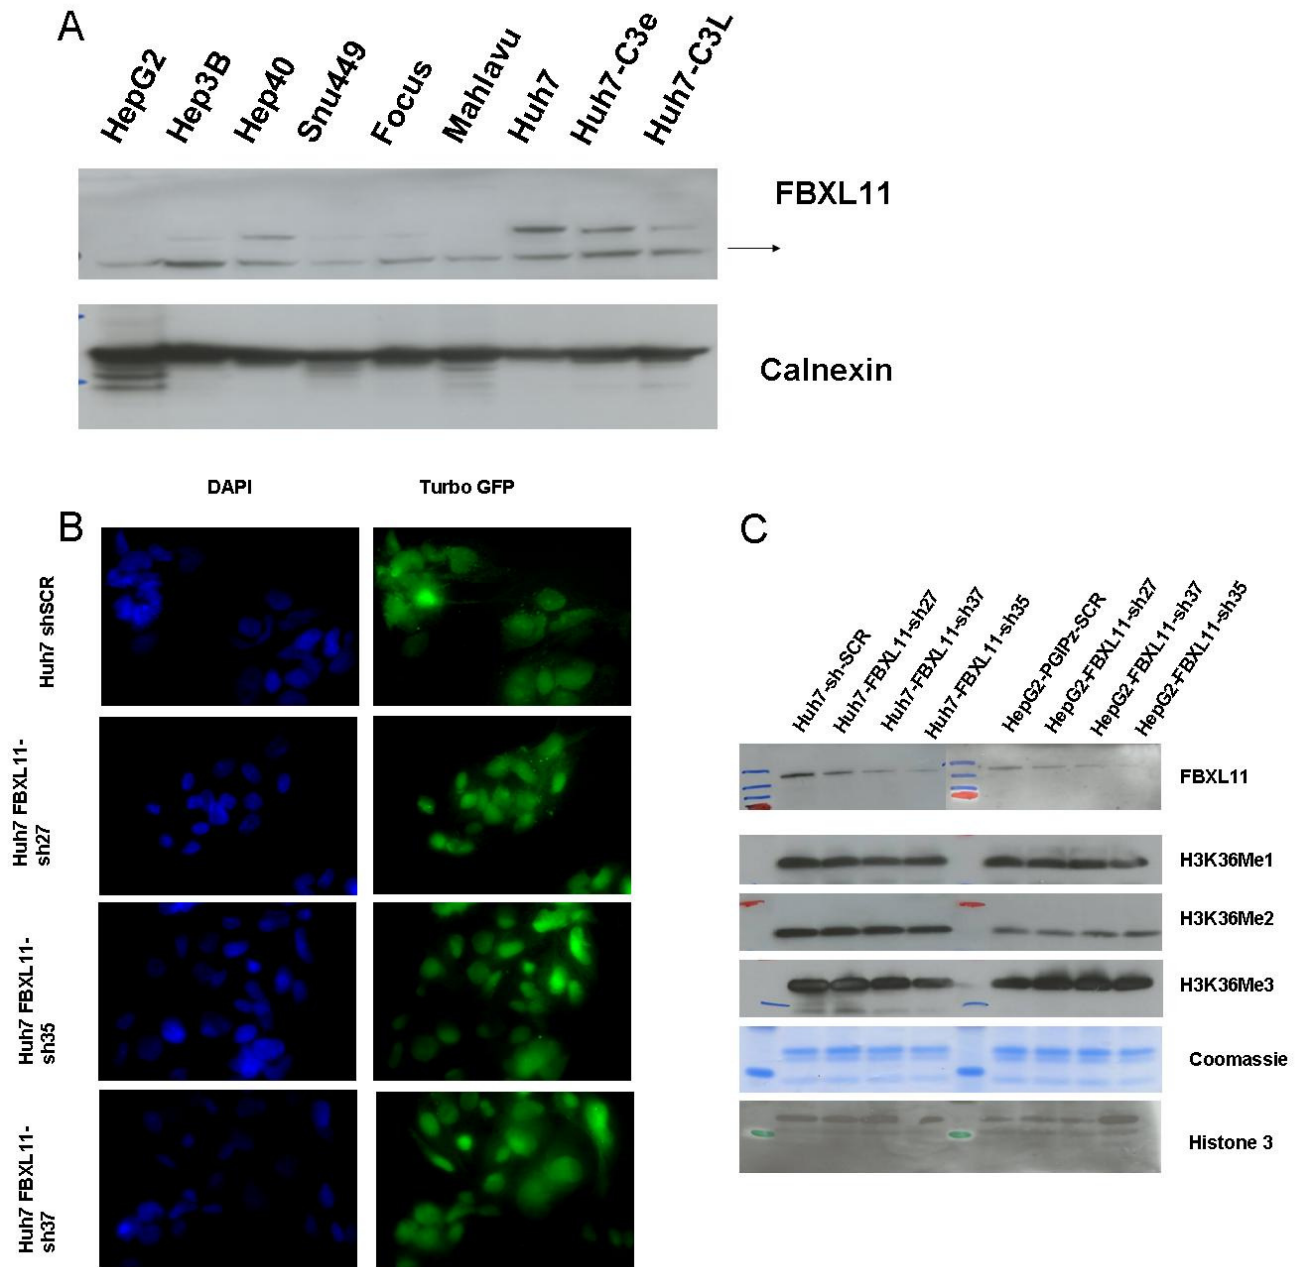 A
HepG2
Hep3B
Hep40
Snu449
Focus
Mahlavu
Huh7
Huh7-C3e
Huh7-C3L
FBXL11
Calnexin
B
DAPI
Turbo GFP
Huh7 shSCR
Huh7 FBXL11-
sh27
Huh7 FBXL11-
sh35
Huh7 FBXL11-
sh37
C
Huh7-sh-SCR
Huh7-FBXL11-sh27
Huh7-FBXL11-sh37
Huh7-FBXL11-sh35
HepG2-PGIPz-SCR
HepG2-FBXL11-sh27
HepG2-FBXL11-sh37
HepG2-FBXL11-sh35
FBXL11
H3K36Me1
H3K36Me2
H3K36Me3
Coomassie
Histone 3